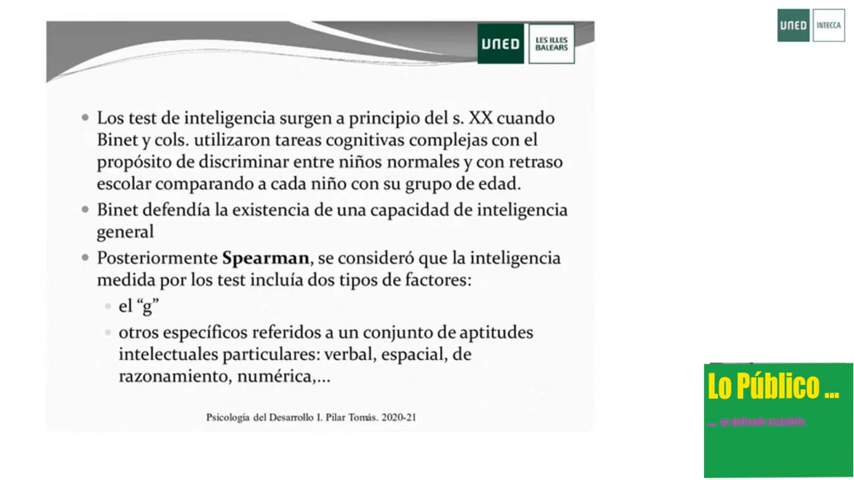 UNED
INTECCA
UNED
LES ILLES
BALEARS
Los test de inteligencia surgen a principio del s. XX cuando
Binet y cols. utilizaron tareas cognitivas complejas con el
propósito de discriminar entre niños normales y con retraso
escolar comparando a cada niño con su grupo de edad.
Binet defendía la existencia de una capacidad de inteligencia
general
Posteriormente Spearman, se consideró que la inteligencia
medida por los test incluía dos tipos de factores:
el “g”
otros específicos referidos a un conjunto de aptitudes
intelectuales particulares: verbal, espacial, de
razonamiento, numérica,...
Psicología del Desarrollo I. Pilar Tomás. 2020-21
Lo Público ...